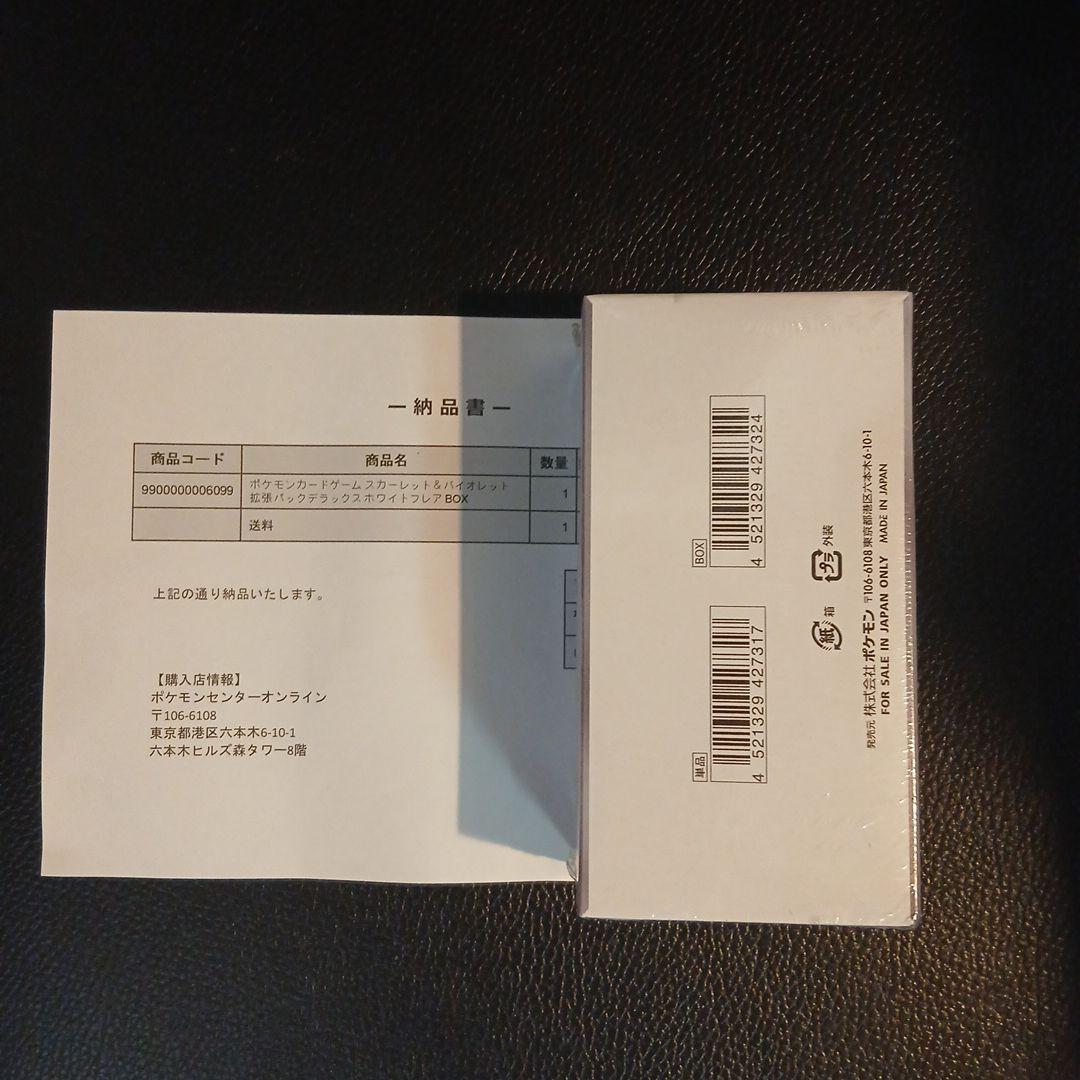 ー納品書ー
商品コード 商品名 数量
9900000006099 ポケモンカードゲーム スカーレット＆バイオレット 1
拡張パックデラックス ホワイトフレア BOX
送料 1
上記の通り納品いたします。
【購入店情報】
ポケモンセンターオンライン
〒106-6108
東京都港区六本木6-10-1
六本木ヒルズ森タワー8階
BOX
4 521329 427324
単品
4 521329 427317
プラ 外装
紙 箱
発売元 株式会社ポケモン 〒106-6108 東京都港区六本木6-10-1
FOR SALE IN JAPAN ONLY MADE IN JAPAN